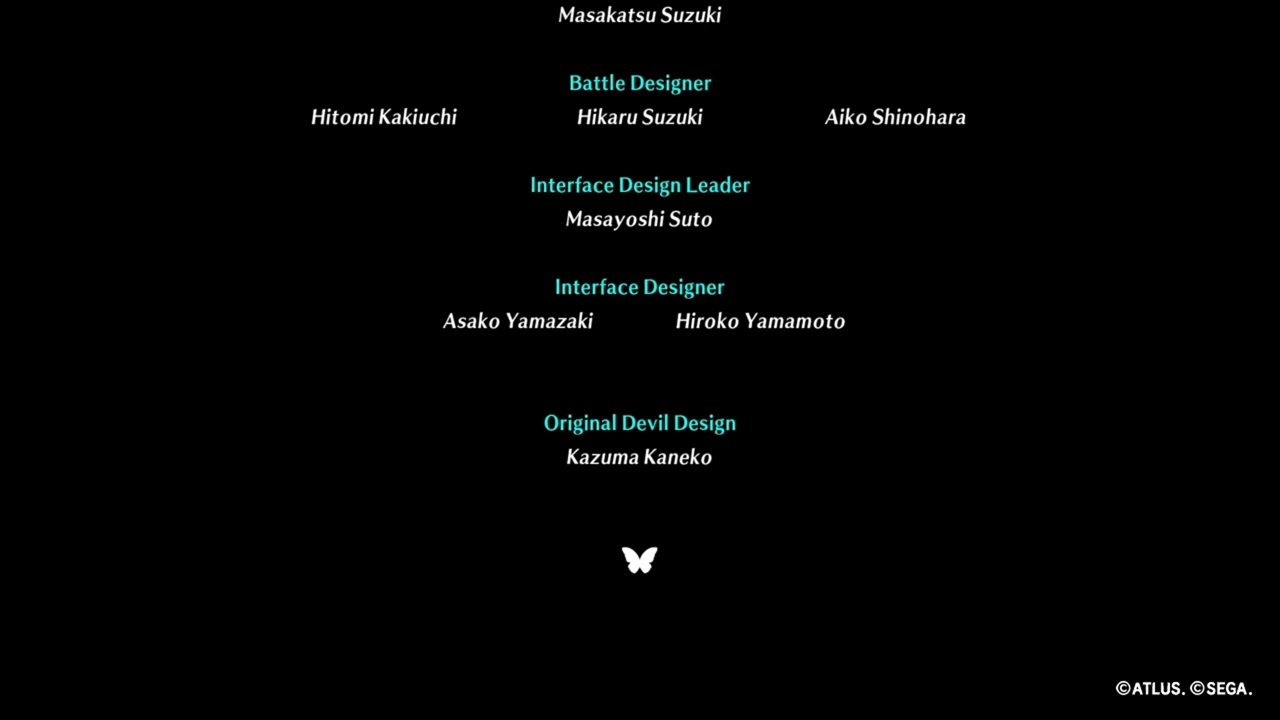 Masakatsu Suzuki
Battle Designer
Hitomi Kakiuchi Hikaru Suzuki Aiko Shinohara
Interface Design Leader
Masayoshi Suto
Interface Designer
Asako Yamazaki Hiroko Yamamoto
Original Devil Design
Kazuma Kaneko
©ATLUS. ©SEGA.